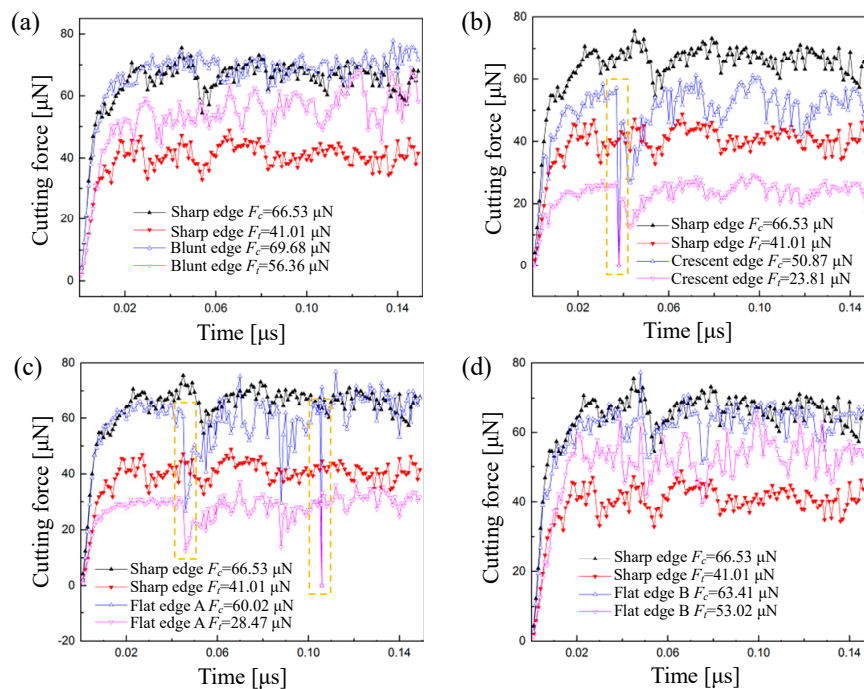 (a)
Cutting force [μN]
80
70
60
40
20
0
0.02
0.06
0.10
0.14
Time [μs]
Sharp edge Fc=66.53 μN
Sharp edge Ft=41.01 μN
Blunt edge Fc=69.68 μN
Blunt edge Ft=56.36 μN
(b)
Cutting force [μN]
80
60
40
20
0
0.02
0.06
0.10
0.14
Time [μs]
Sharp edge Fc=66.53 μN
Sharp edge Ft=41.01 μN
Crescent edge Fc=50.87 μN
Crescent edge Ft=23.81 μN
(c)
Cutting force [μN]
80
60
40
20
0
-20
0.02
0.06
0.10
0.14
Time [μs]
Sharp edge Fc=66.53 μN
Sharp edge Ft=41.01 μN
Flat edge A Fc=60.02 μN
Flat edge A Ft=28.47 μN
(d)
Cutting force [μN]
80
60
40
20
0
0.02
0.06
0.10
0.14
Time [μs]
Sharp edge Fc=66.53 μN
Sharp edge Ft=41.01 μN
Flat edge B Fc=63.41 μN
Flat edge B Ft=53.02 μN